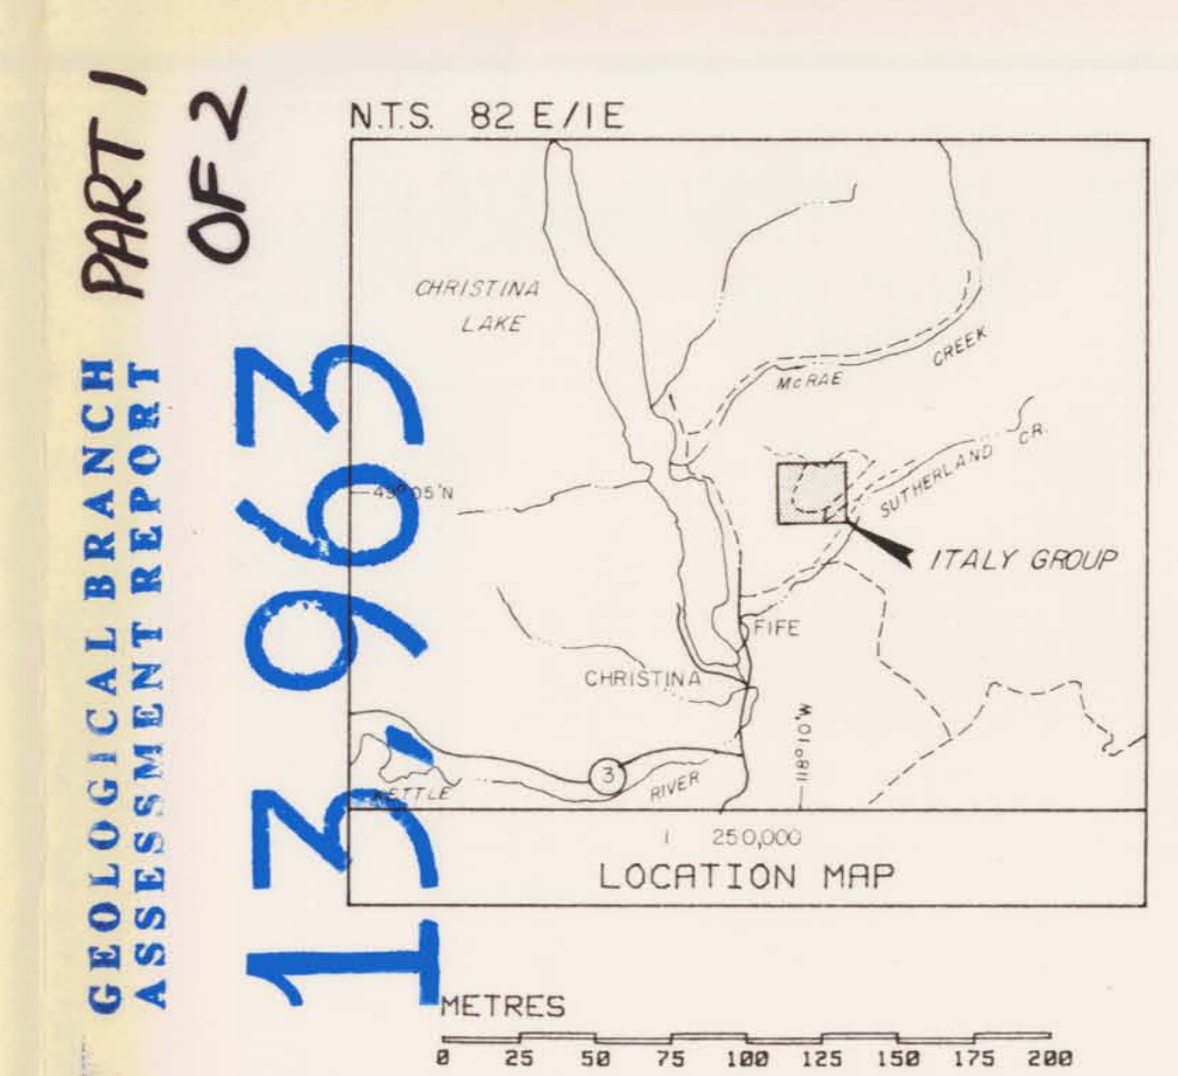 PART 1
OF 2
GEOLOGICAL BRANCH
ASSESSMENT REPORT
13,963
N.T.S. 82 E/1E
CHRISTINA
LAKE
McRAE
CREEK
49° 05'N
SUTHERLAND CR.
ITALY GROUP
FIFE
CHRISTINA
118°10'W
3
KETTLE
RIVER
1 250,000
LOCATION MAP
METRES
0 25 50 75 100 125 150 175 200